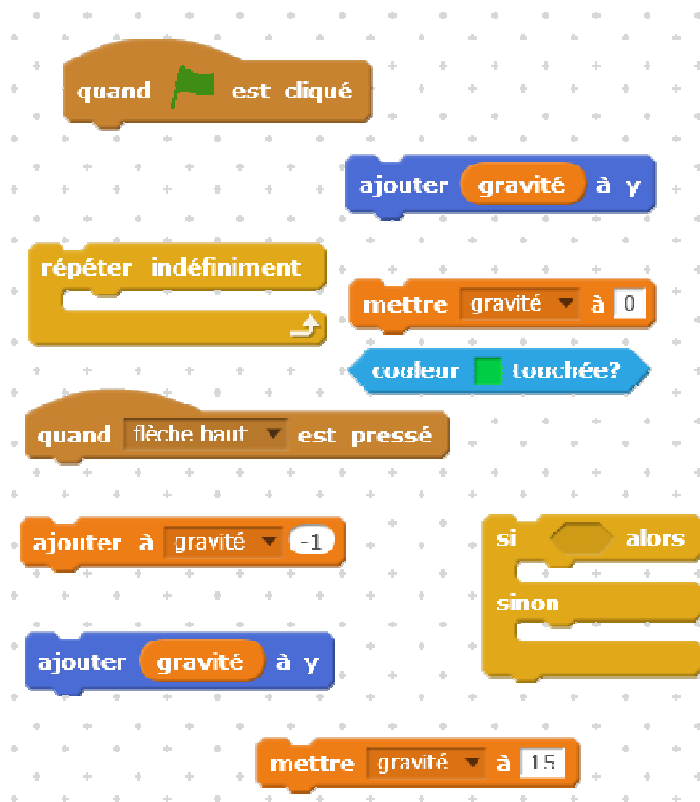 quand est cliqué
ajouter gravité à y
répéter indéfiniment
mettre gravité à 0
couleur touchée?
quand flèche haut est pressé
ajouter à gravité -1
si alors
sinon
ajouter gravité à y
mettre gravité à 15